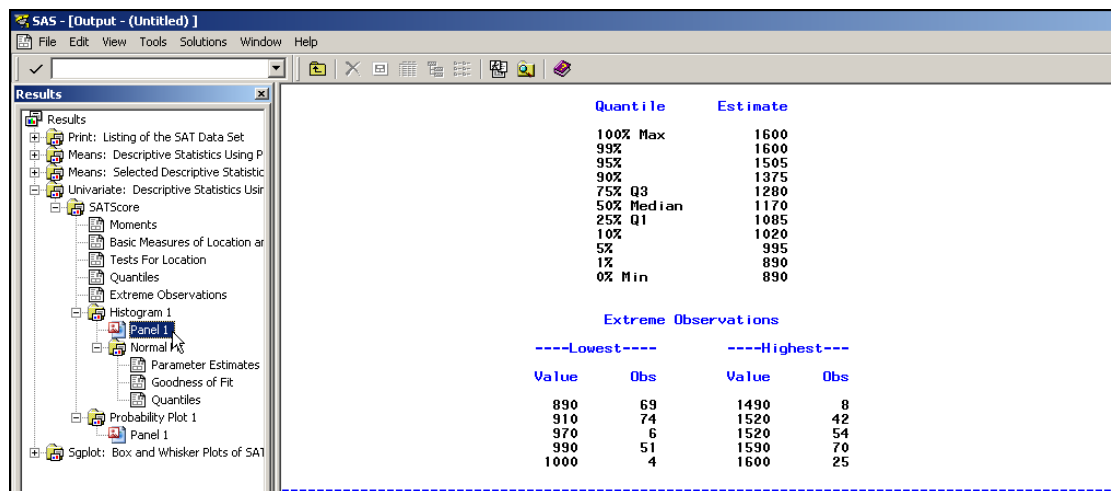 SAS - [Output - (Untitled) ]
File Edit View Tools Solutions Window Help
Results
Results
Print: Listing of the SAT Data Set
Means: Descriptive Statistics Using P
Means: Selected Descriptive Statistic
Univariate: Descriptive Statistics Usir
SATScore
Moments
Basic Measures of Location ar
Tests For Location
Quantiles
Extreme Observations
Histogram 1
Panel 1
Normal
Parameter Estimates
Goodness of Fit
Quantiles
Probability Plot 1
Panel 1
Sgplot: Box and Whisker Plots of SAT
Quantile Estimate
100% Max 1600
99% 1600
95% 1505
90% 1375
75% Q3 1280
50% Median 1170
25% Q1 1085
10% 1020
5% 995
1% 890
0% Min 890
Extreme Observations
----Lowest---- ----Highest---
Value Obs Value Obs
890 69 1490 8
910 74 1520 42
970 6 1520 54
990 51 1590 70
1000 4 1600 25